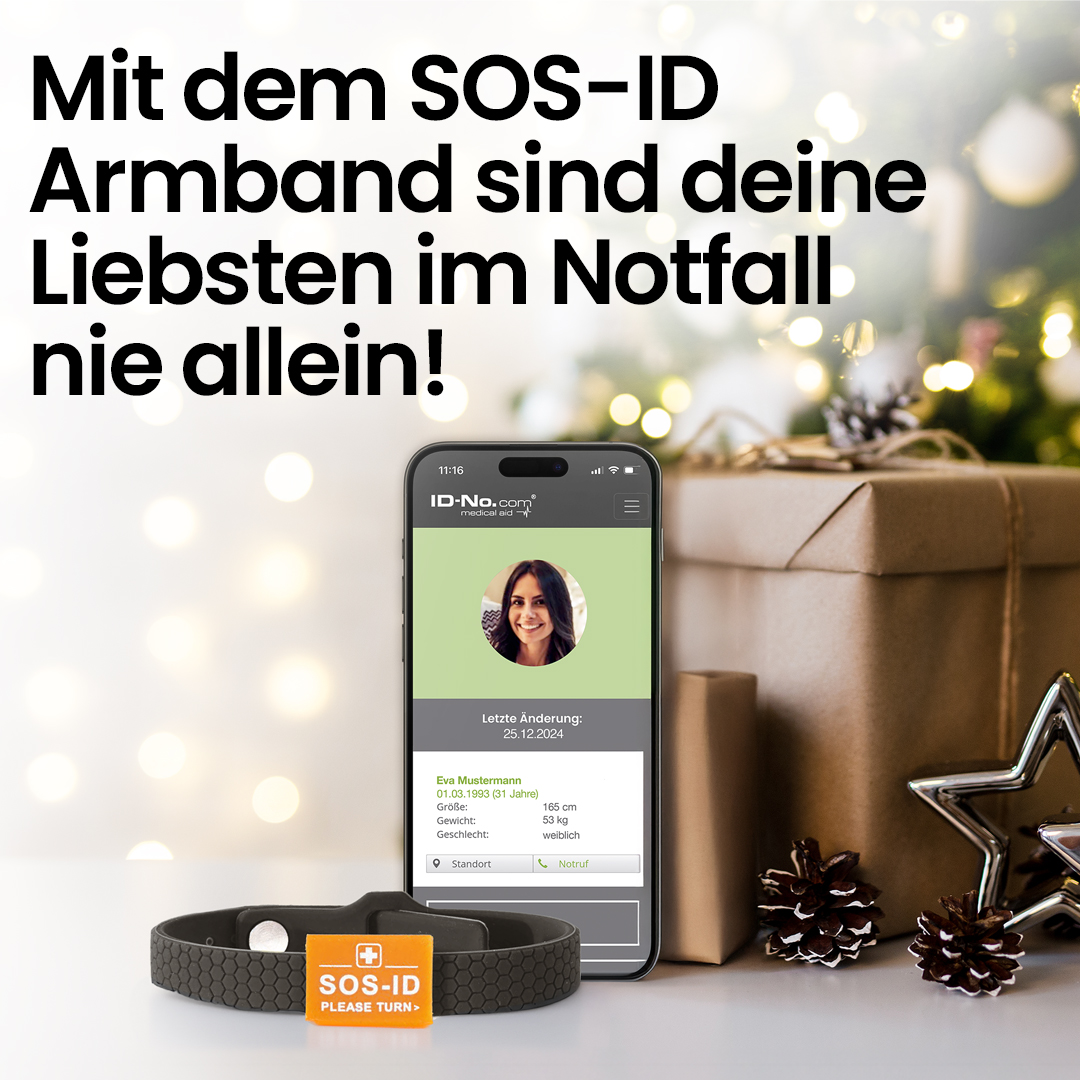 Mit dem SOS-ID
Armband sind deine
Liebsten im Notfall
nie allein!
11:16
ID-No.com®
medical aid
Letzte Änderung:
25.12.2024
Eva Mustermann
01.03.1993 (31 Jahre)
Größe: 165 cm
Gewicht: 53 kg
Geschlecht: weiblich
Standort Notruf
SOS-ID
PLEASE TURN>